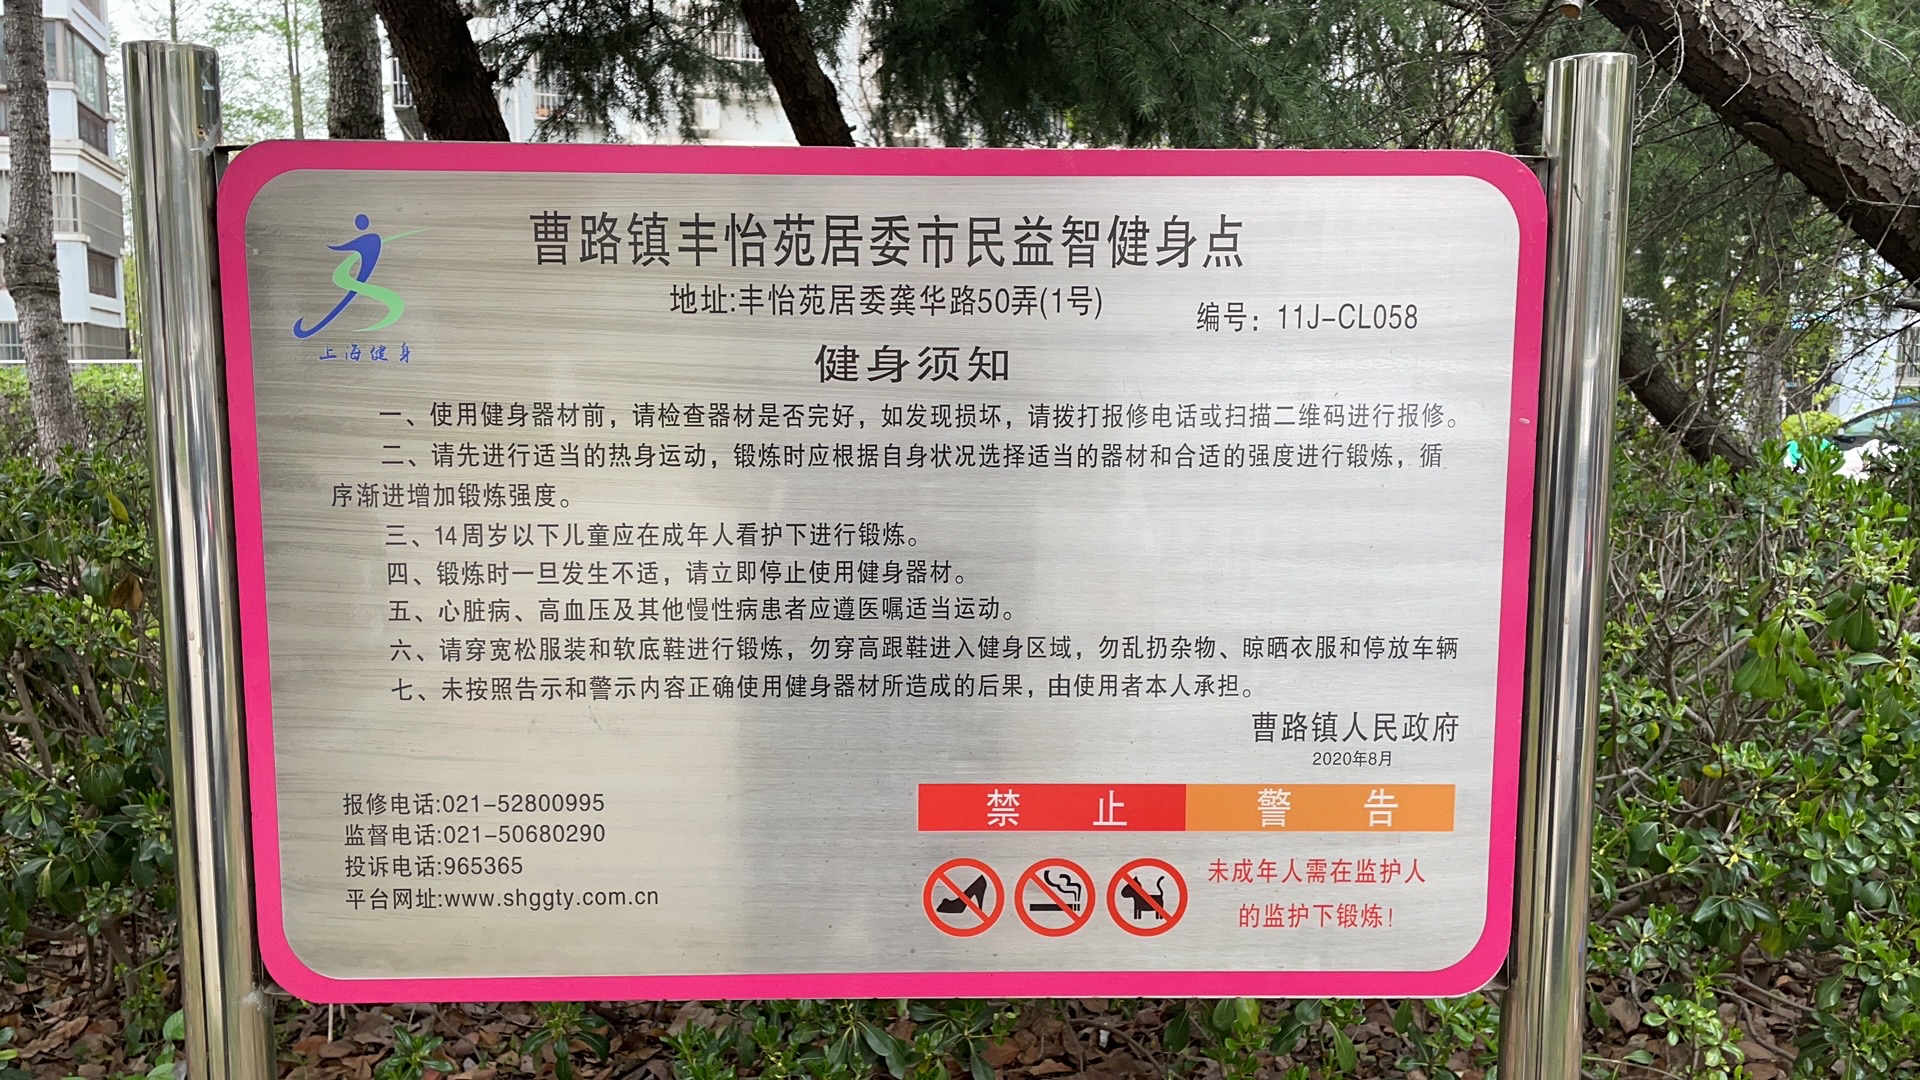 曹路镇丰怡苑居委市民益智健身点
地址:丰怡苑居委龚华路50弄(1号)
编号：11J-CL058
上海健身
健身须知
一、使用健身器材前，请检查器材是否完好，如发现损坏，请拨打报修电话或扫描二维码进行报修。
二、请先进行适当的热身运动，锻炼时应根据自身状况选择适当的器材和合适的强度进行锻炼，循
序渐进增加锻炼强度。
三、14周岁以下儿童应在成年人看护下进行锻炼。
四、锻炼时一旦发生不适，请立即停止使用健身器材。
五、心脏病、高血压及其他慢性病患者应遵医嘱适当运动。
六、请穿宽松服装和软底鞋进行锻炼，勿穿高跟鞋进入健身区域，勿乱扔杂物、晾晒衣服和停放车辆
七、未按照告示和警示内容正确使用健身器材所造成的后果，由使用者本人承担。
曹路镇人民政府
2020年8月
报修电话:021-52800995
监督电话:021-50680290
投诉电话:965365
平台网址:www.shggty.com.cn
禁止 警告
未成年人需在监护人
的监护下锻炼！